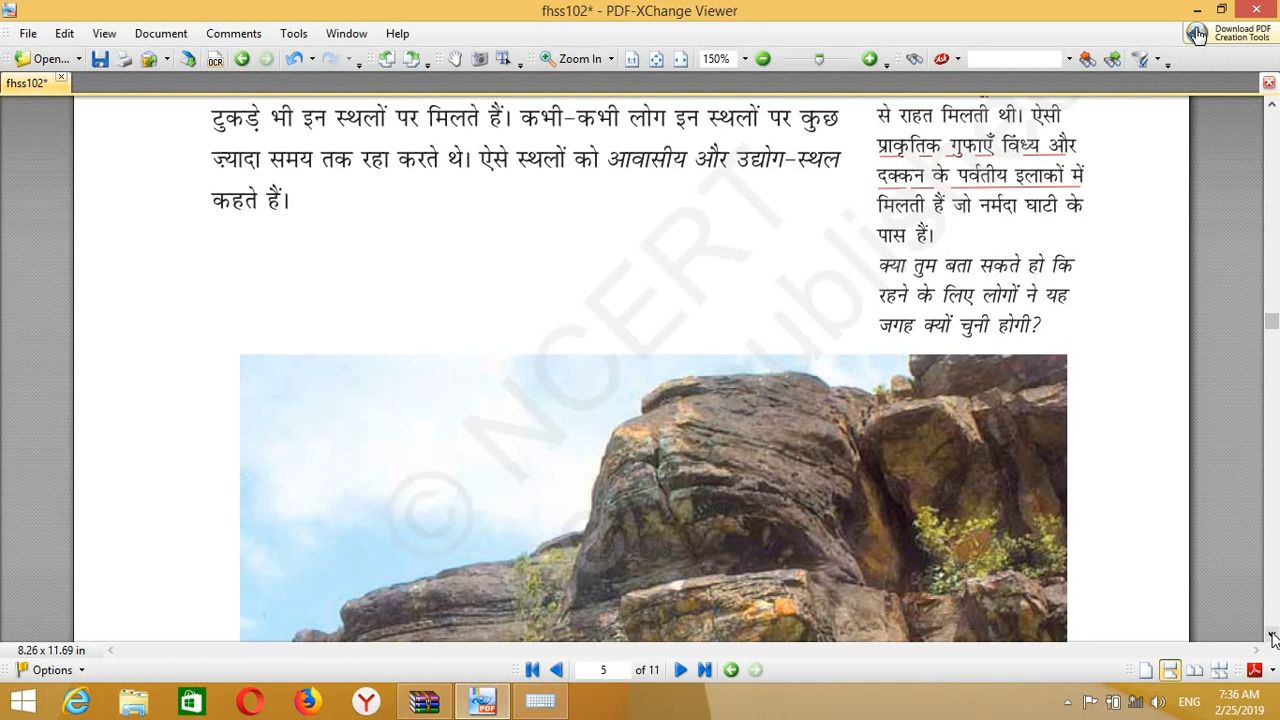 fhss102* - PDF-XChange Viewer
File Edit View Document Comments Tools Window Help
Download PDF
Creation Tools
Open...
OCR
Zoom In
150%
fhss102*
टुकड़े भी इन स्थलों पर मिलते हैं। कभी-कभी लोग इन स्थलों पर कुछ
ज़्यादा समय तक रहा करते थे। ऐसे स्थलों को आवासीय और उद्योग-स्थल
कहते हैं।
से राहत मिलती थी। ऐसी
प्राकृतिक गुफाएँ विंध्य और
दक्कन के पर्वतीय इलाकों में
मिलती हैं जो नर्मदा घाटी के
पास हैं।
क्या तुम बता सकते हो कि
रहने के लिए लोगों ने यह
जगह क्यों चुनी होगी?
© NCERT
8.26 x 11.69 in
Options
5 of 11
ENG
7:36 AM
2/25/2019